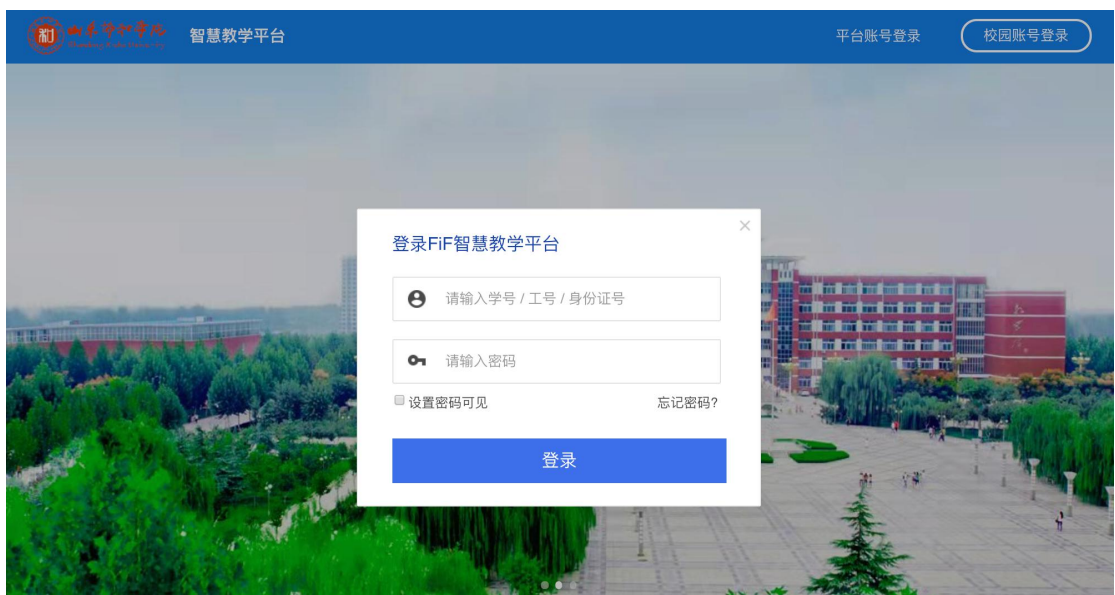 智慧教学平台
平台账号登录
校园账号登录
登录FiF智慧教学平台
请输入学号 / 工号 / 身份证号
请输入密码
设置密码可见
忘记密码?
登录